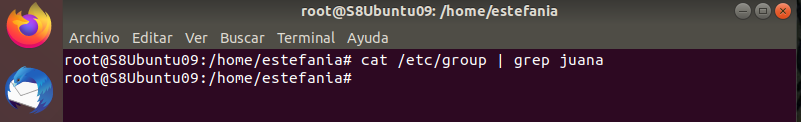 root@S8Ubuntu09: /home/estefania
Archivo Editar Ver Buscar Terminal Ayuda
root@S8Ubuntu09:/home/estefania# cat /etc/group | grep juana
root@S8Ubuntu09:/home/estefania#